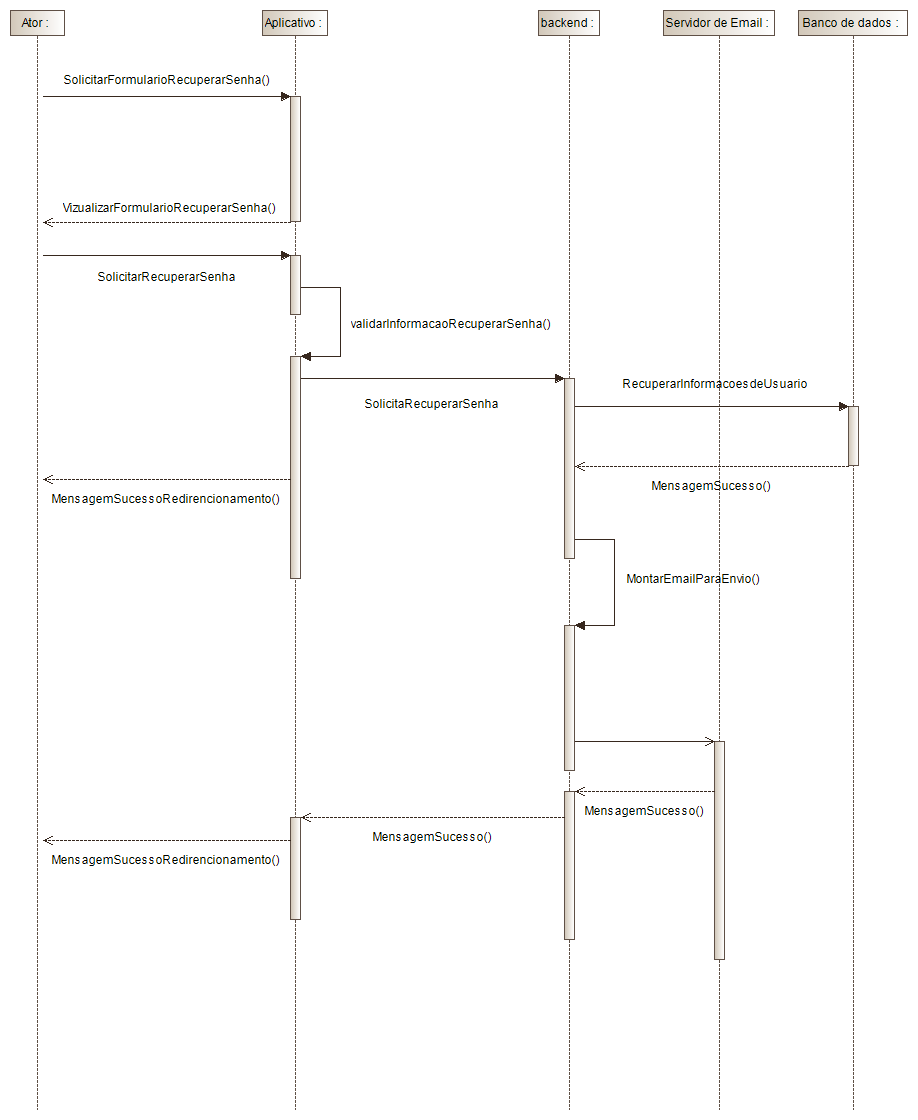 Ator :
Aplicativo :
backend :
Servidor de Email :
Banco de dados :
SolicitarFormularioRecuperarSenha()
VizualizarFormularioRecuperarSenha()
SolicitarRecuperarSenha
validarInformacaoRecuperarSenha()
RecuperarInformacoesdeUsuario
SolicitaRecuperarSenha
MensagemSucesso()
MensagemSucessoRedirencionamento()
MontarEmailParaEnvio()
MensagemSucesso()
MensagemSucesso()
MensagemSucessoRedirencionamento()